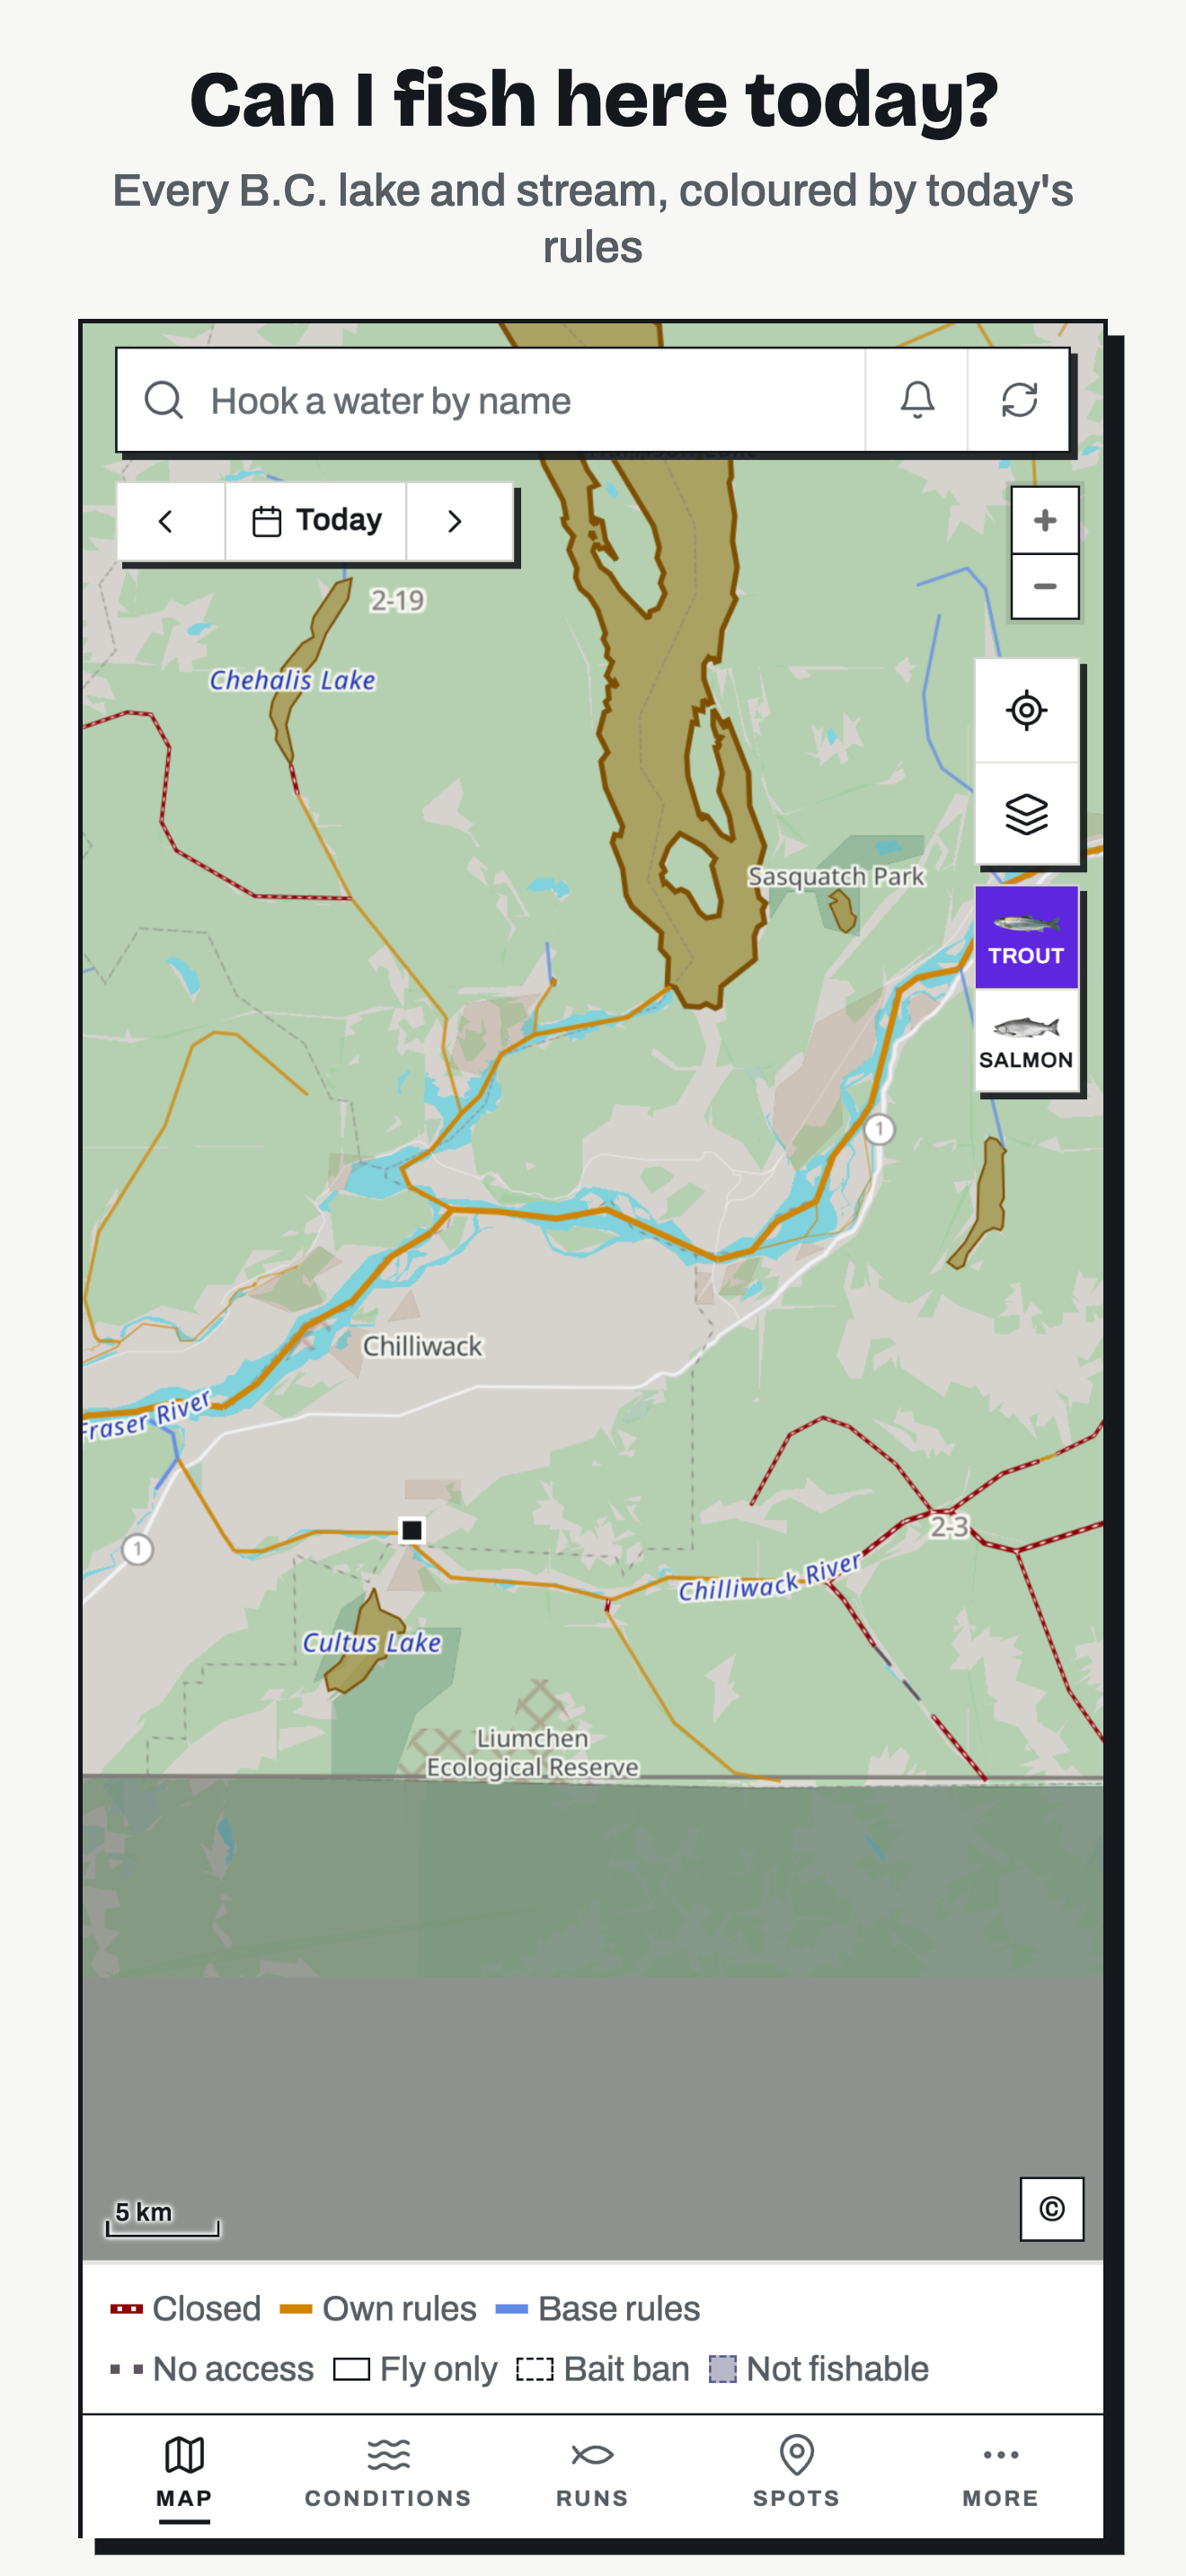 Can I fish here today?
Every B.C. lake and stream, coloured by today's
rules
Hook a water by name
Today
2-19
Chehalis Lake
Sasquatch Park
TROUT
SALMON
1
Chilliwack
Fraser River
2-3
1
Chilliwack River
Cultus Lake
Liumchen
Ecological Reserve
5 km
©
Closed Own rules Base rules
No access Fly only Bait ban Not fishable
MAP CONDITIONS RUNS SPOTS MORE